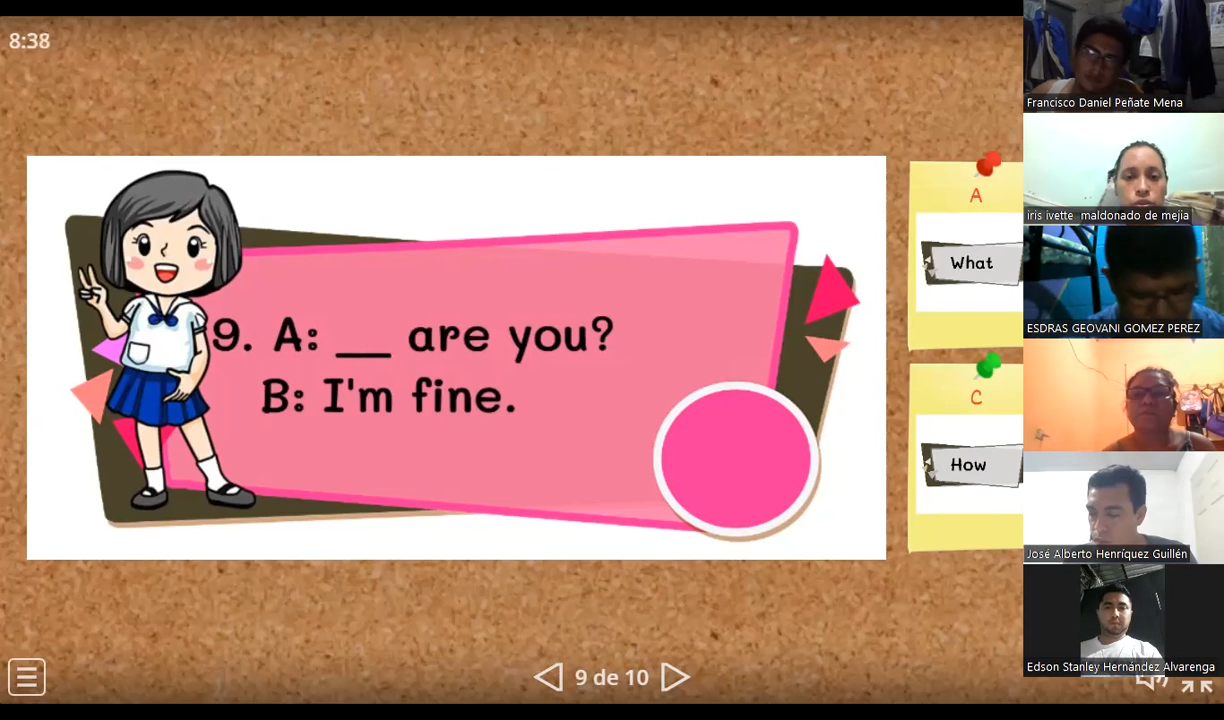 8:38
9. A: __ are you?
B: I'm fine.
A
What
C
How
9 de 10
Francisco Daniel Peñate Mena
iris ivette maldonado de mejia
ESDRAS GEOVANI GOMEZ PEREZ
José Alberto Henríquez Guillén
Edson Stanley Hernández Alvarenga